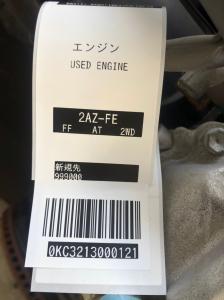 エンジン
USED ENGINE
2AZ-FE
FF AT 2WD
新規先
999000
0KC3213000121